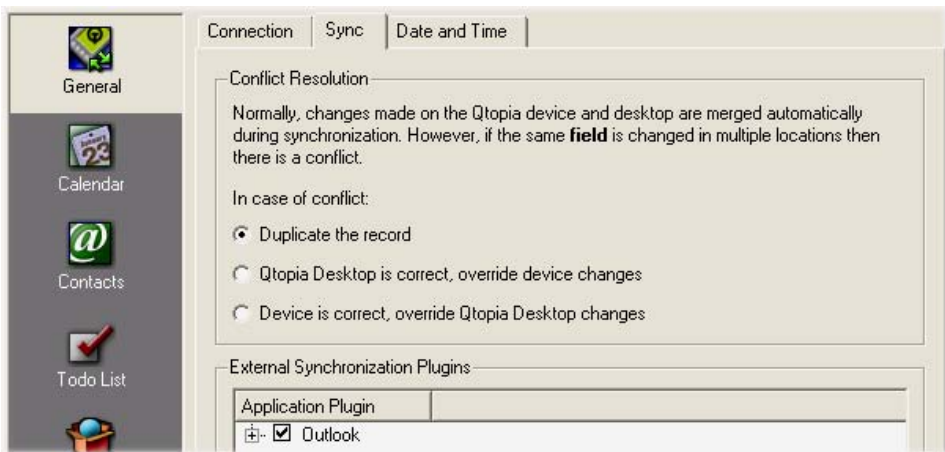 General
Calendar
23
Contacts
Todo List
Connection
Sync
Date and Time
Conflict Resolution
Normally, changes made on the Qtopia device and desktop are merged automatically
during synchronization. However, if the same field is changed in multiple locations then
there is a conflict.
In case of conflict:
Duplicate the record
Qtopia Desktop is correct, override device changes
Device is correct, override Qtopia Desktop changes
External Synchronization Plugins
Application Plugin
Outlook